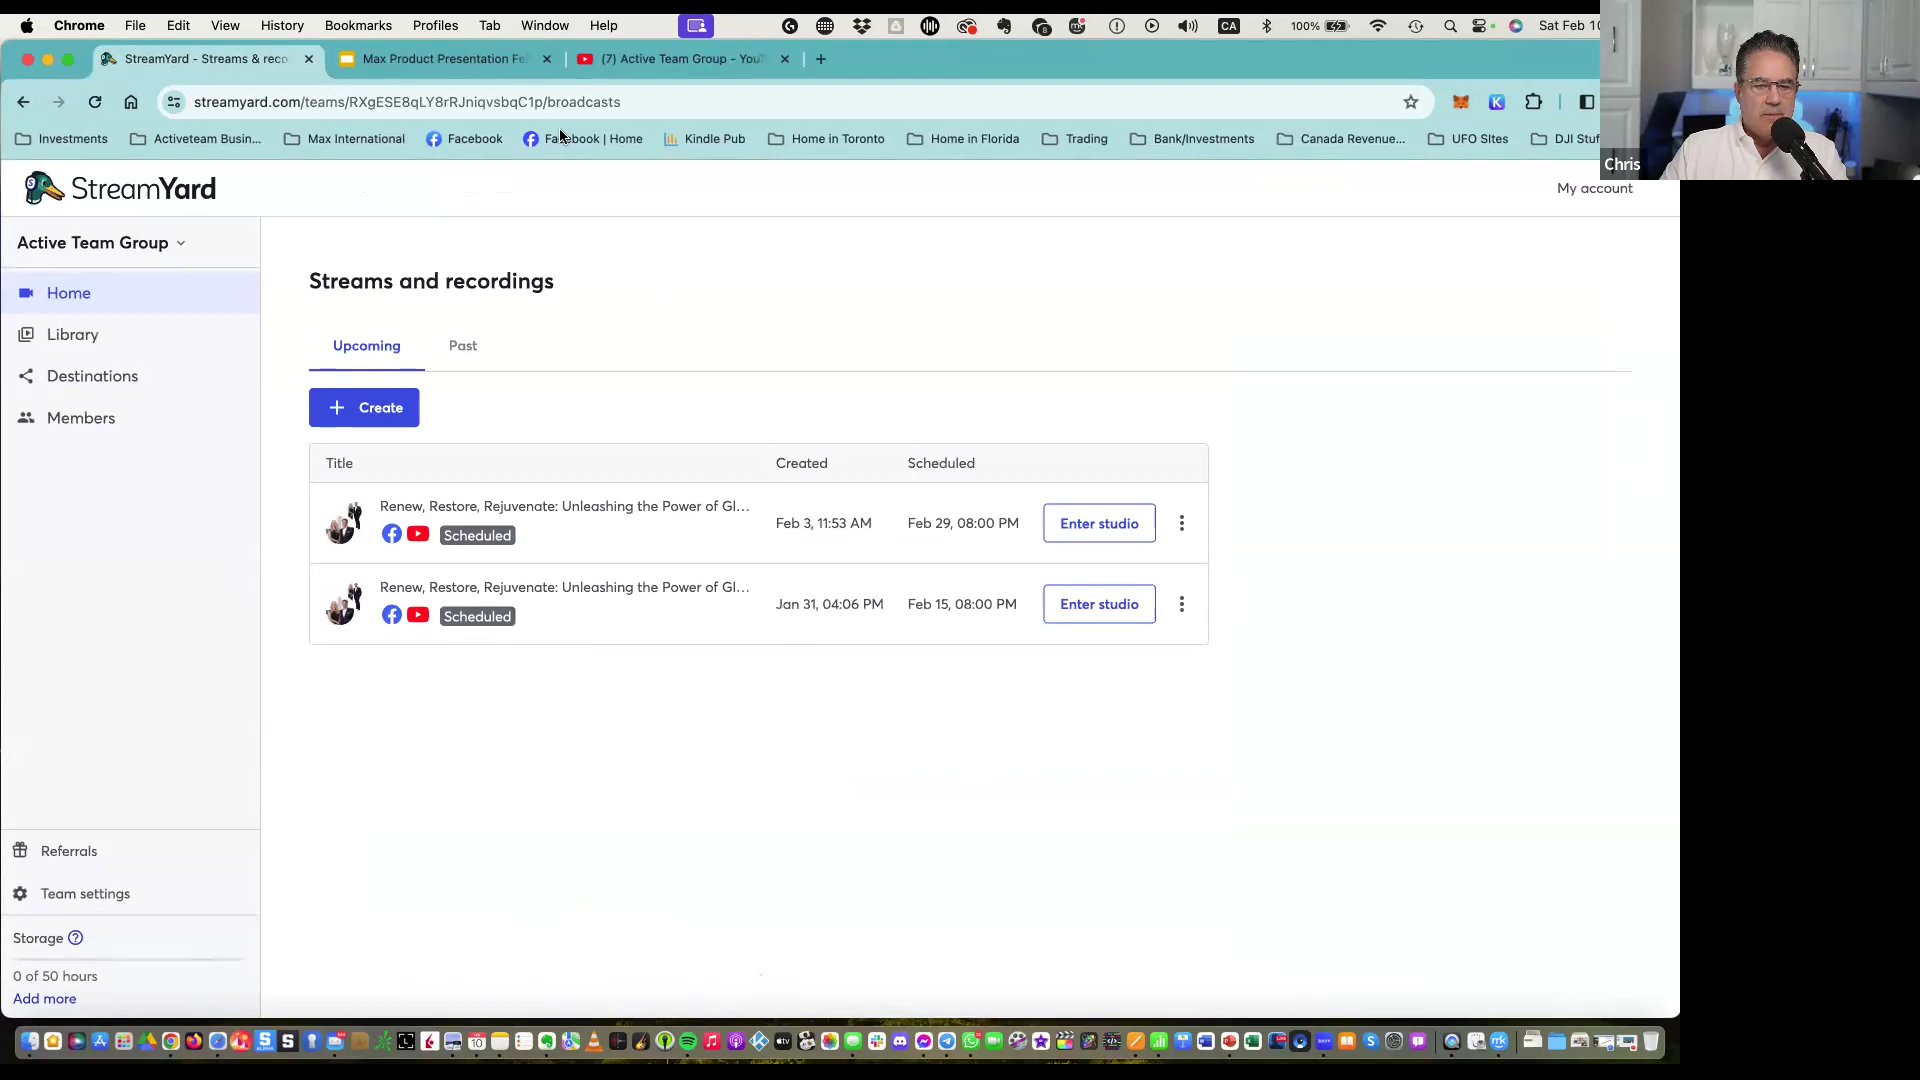 Chrome File Edit View History Bookmarks Profiles Tab Window Help CA 100% Sat Feb 10
StreamYard - Streams & reco (7) Active Team Group - YouT
Max Product Presentation Fe
streamyard.com/teams/RXgESE8qLY8rRJniqvsbqC1p/broadcasts
Investments Activeteam Busin... Max International Facebook Facebook | Home Kindle Pub Home in Toronto Home in Florida Trading Bank/Investments Canada Revenue... UFO SItes DJI Stuf
Chris
StreamYard
My account
Active Team Group
Home
Library
Destinations
Members
Streams and recordings
Upcoming Past
+ Create
Title Created Scheduled
Renew, Restore, Rejuvenate: Unleashing the Power of Gl...
Scheduled
Feb 3, 11:53 AM Feb 29, 08:00 PM Enter studio
Renew, Restore, Rejuvenate: Unleashing the Power of Gl...
Scheduled
Jan 31, 04:06 PM Feb 15, 08:00 PM Enter studio
Referrals
Team settings
Storage
0 of 50 hours
Add more